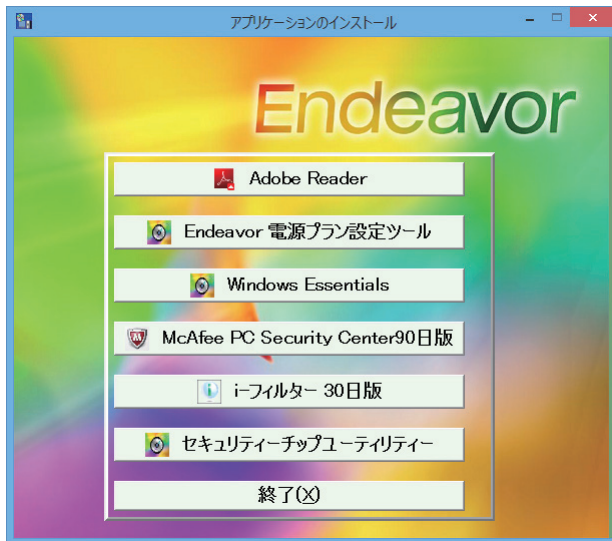 アプリケーションのインストール
Endeavor
Adobe Reader
Endeavor 電源プラン設定ツール
Windows Essentials
McAfee PC Security Center90日版
i-フィルター 30日版
セキュリティーチップユーティリティー
終了(X)